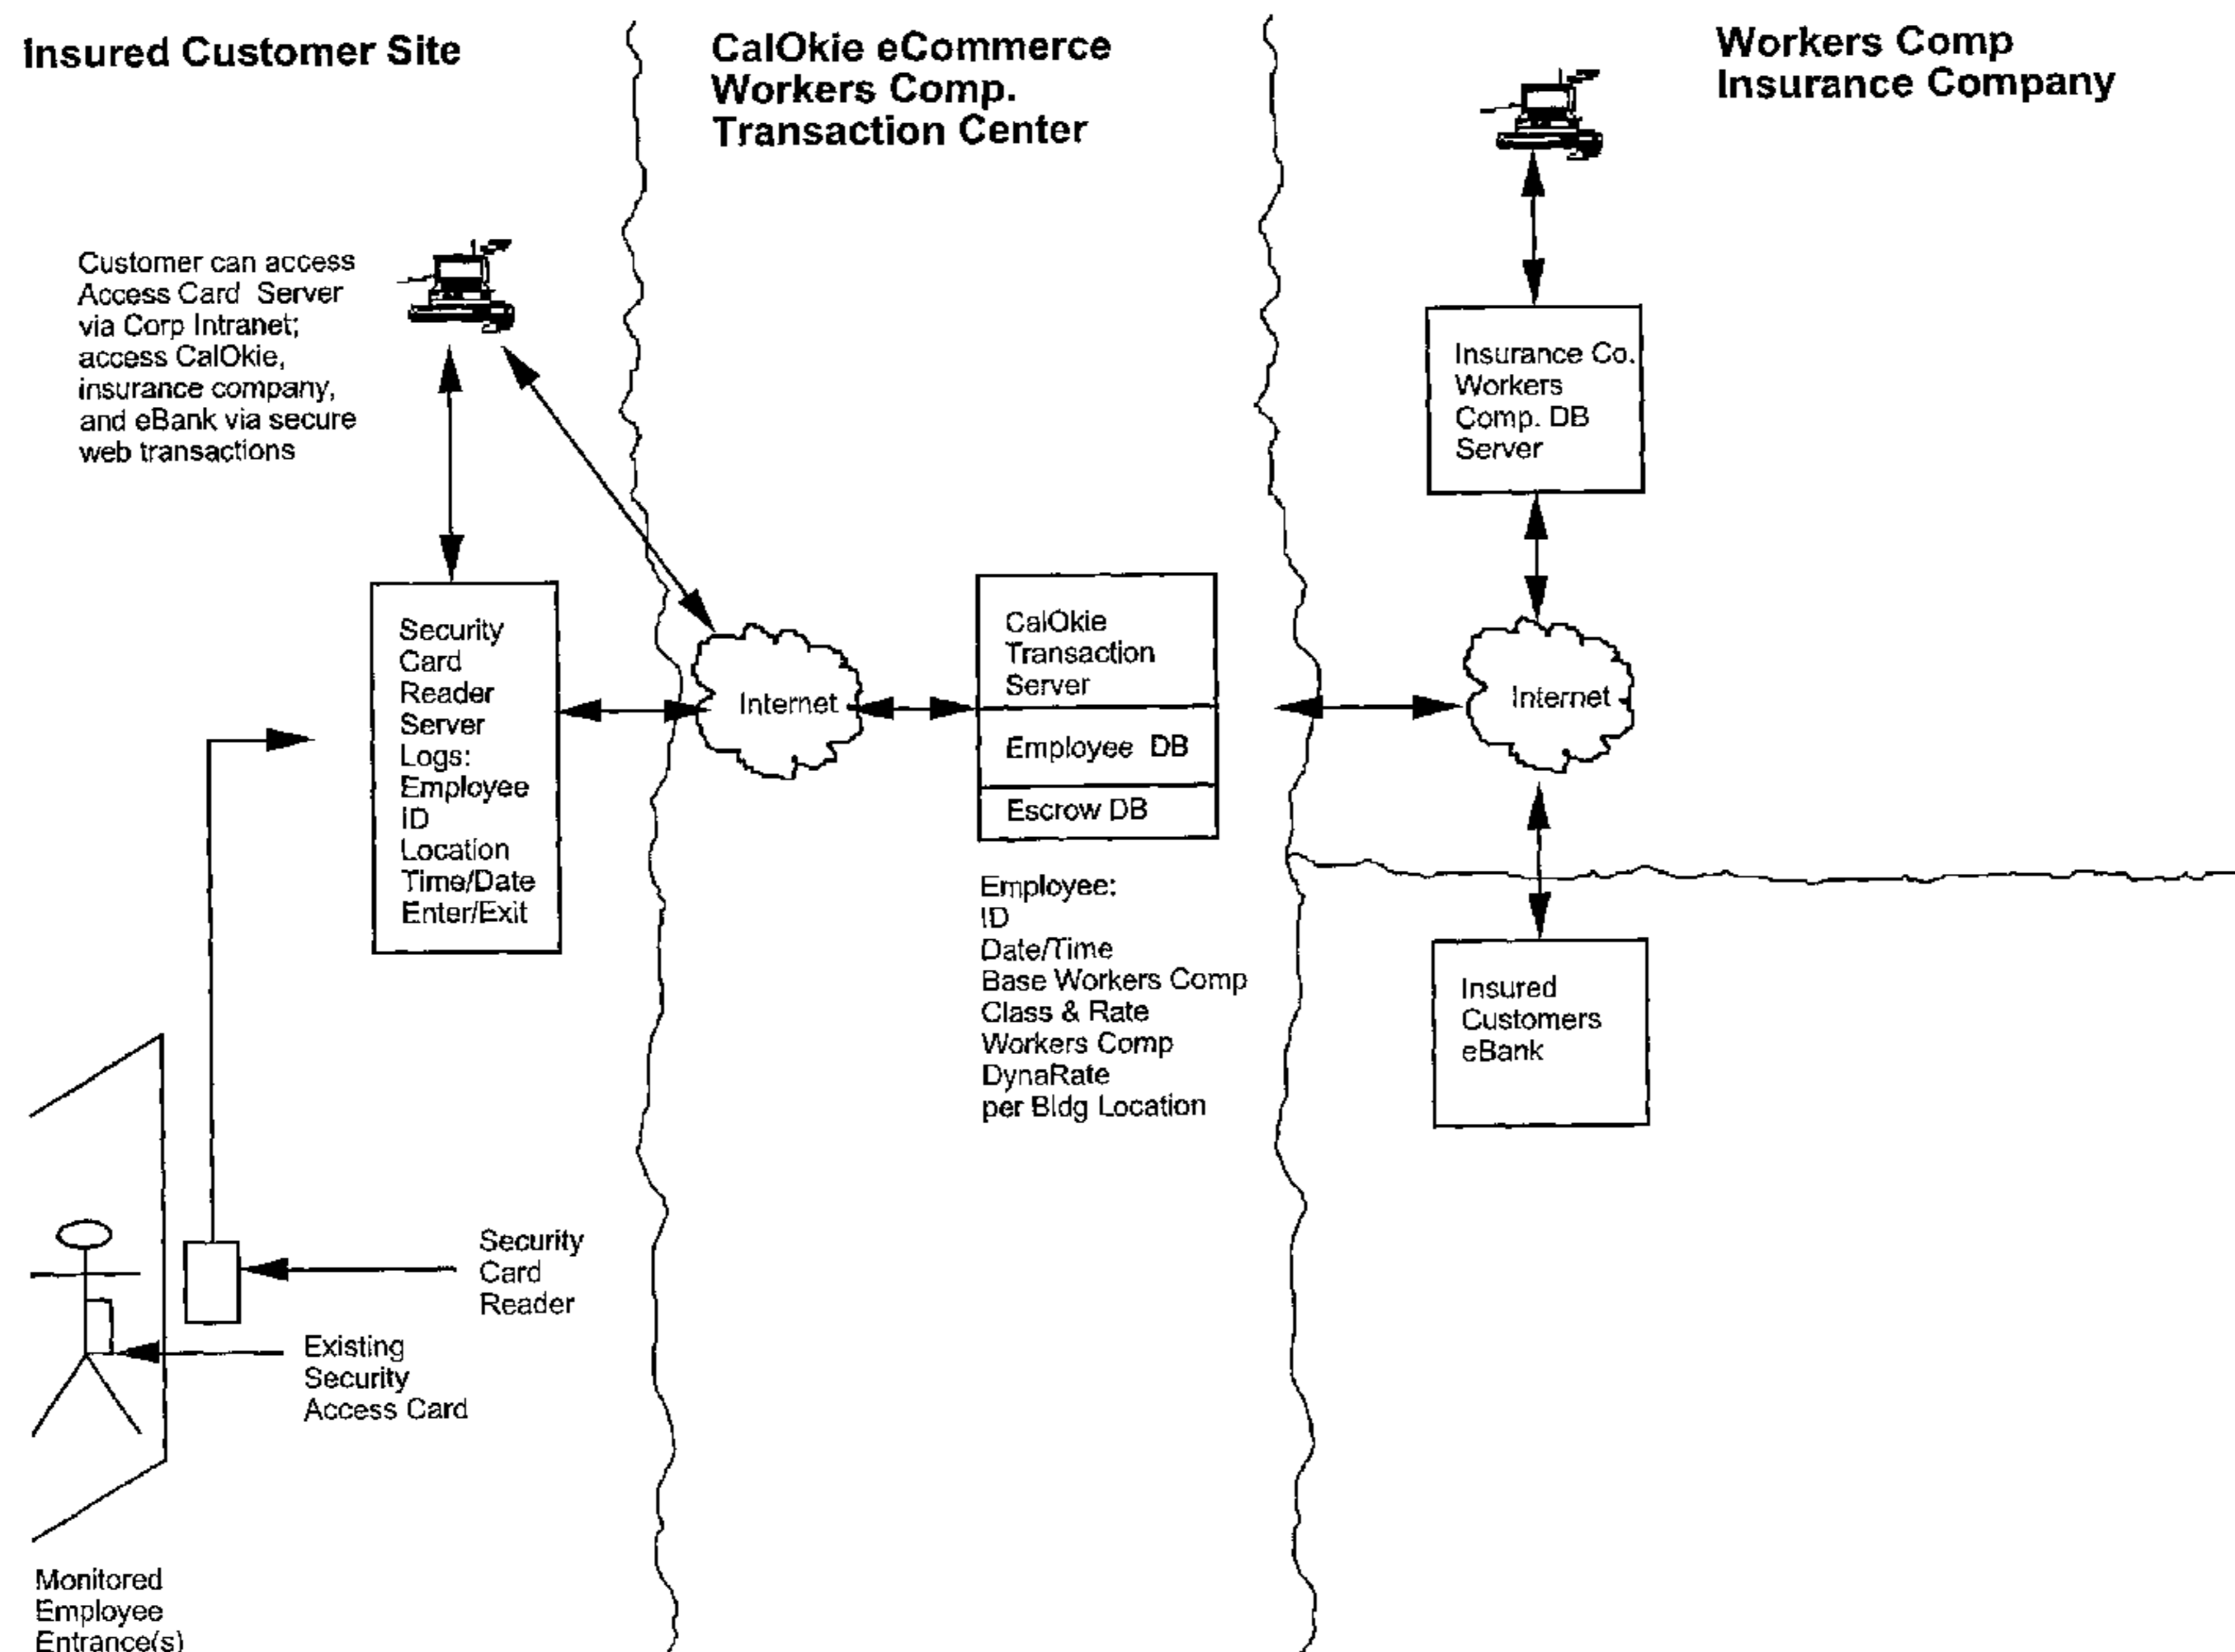 Insured Customer Site
CalOkie eCommerce
Workers Comp.
Transaction Center
Workers Comp
Insurance Company
Customer can access
Access Card Server
via Corp Intranet;
access CalOkie,
insurance company,
and eBank via secure
web transactions
Security
Card
Reader
Server
Logs:
Employee
ID
Location
Time/Date
Enter/Exit
Internet
CalOkie
Transaction
Server
Employee DB
Escrow DB
Employee:
ID
Date/Time
Base Workers Comp
Class & Rate
Workers Comp
DynaRate
per Bldg Location
Insurance Co.
Workers
Comp. DB
Server
Internet
Insured
Customers
eBank
Security
Card
Reader
Existing
Security
Access Card
Monitored
Employee
Entrance(s)